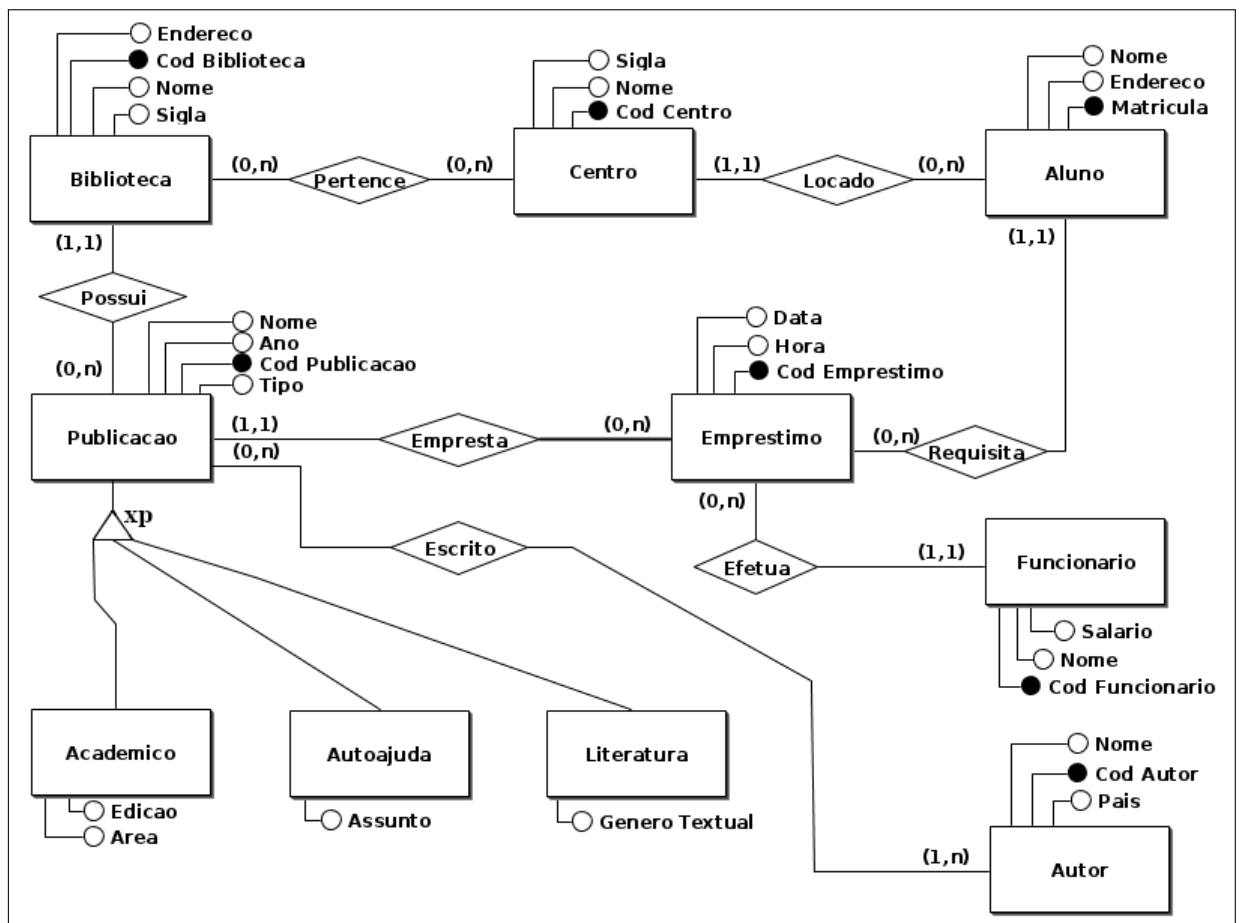 Endereco
Cod Biblioteca
Nome
Sigla
Biblioteca
(0,n)
Pertence
(0,n)
Sigla
Nome
Cod Centro
Centro
(1,1)
Locado
(0,n)
Nome
Endereco
Matricula
Aluno
(1,1)
(1,1)
Possui
(0,n)
Nome
Ano
Cod Publicacao
Tipo
Publicacao
(1,1)
Empresta
(0,n)
Data
Hora
Cod Emprestimo
Emprestimo
(0,n)
Requisita
(0,n)
Escrito
(0,n)
Efetua
(1,1)
Funcionario
Salario
Nome
Cod Funcionario
xp
Academico
Edicao
Area
Autoajuda
Assunto
Literatura
Genero Textual
Nome
Cod Autor
Pais
(1,n)
Autor